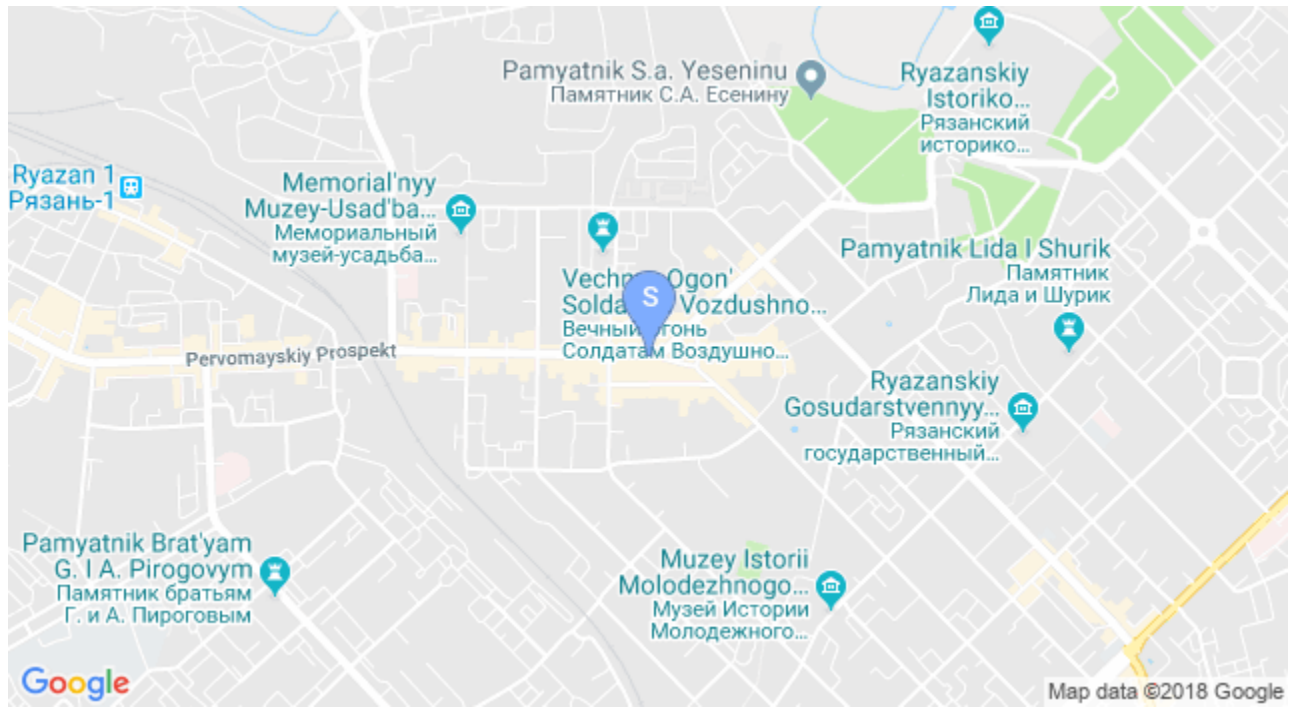 Pamyatnik S.a. Yeseninu
Памятник С.А. Есенину
Ryazanskiy
Istoriko...
Рязанский
историко...
Ryazan 1
Рязань-1
Memorial'nyy
Muzey-Usad'ba...
Мемориальный
музей-усадьба...
Pamyatnik Lida I Shurik
Памятник
Лида и Шурик
Ogon'
Vozdushno...
Вечный
Солдатам Воздушно...
S
Pervomayskiy Prospekt
Ryazanskiy
Gosudarstvennyy...
Рязанский
государственный...
Pamyatnik Brat'yam
G. I A. Pirogovym
Памятник братьям
Г. и А. Пироговым
Muzey Istorii
Molodezhnogo...
Музей Истории
Молодежного...
Google
Map data ©2018 Google